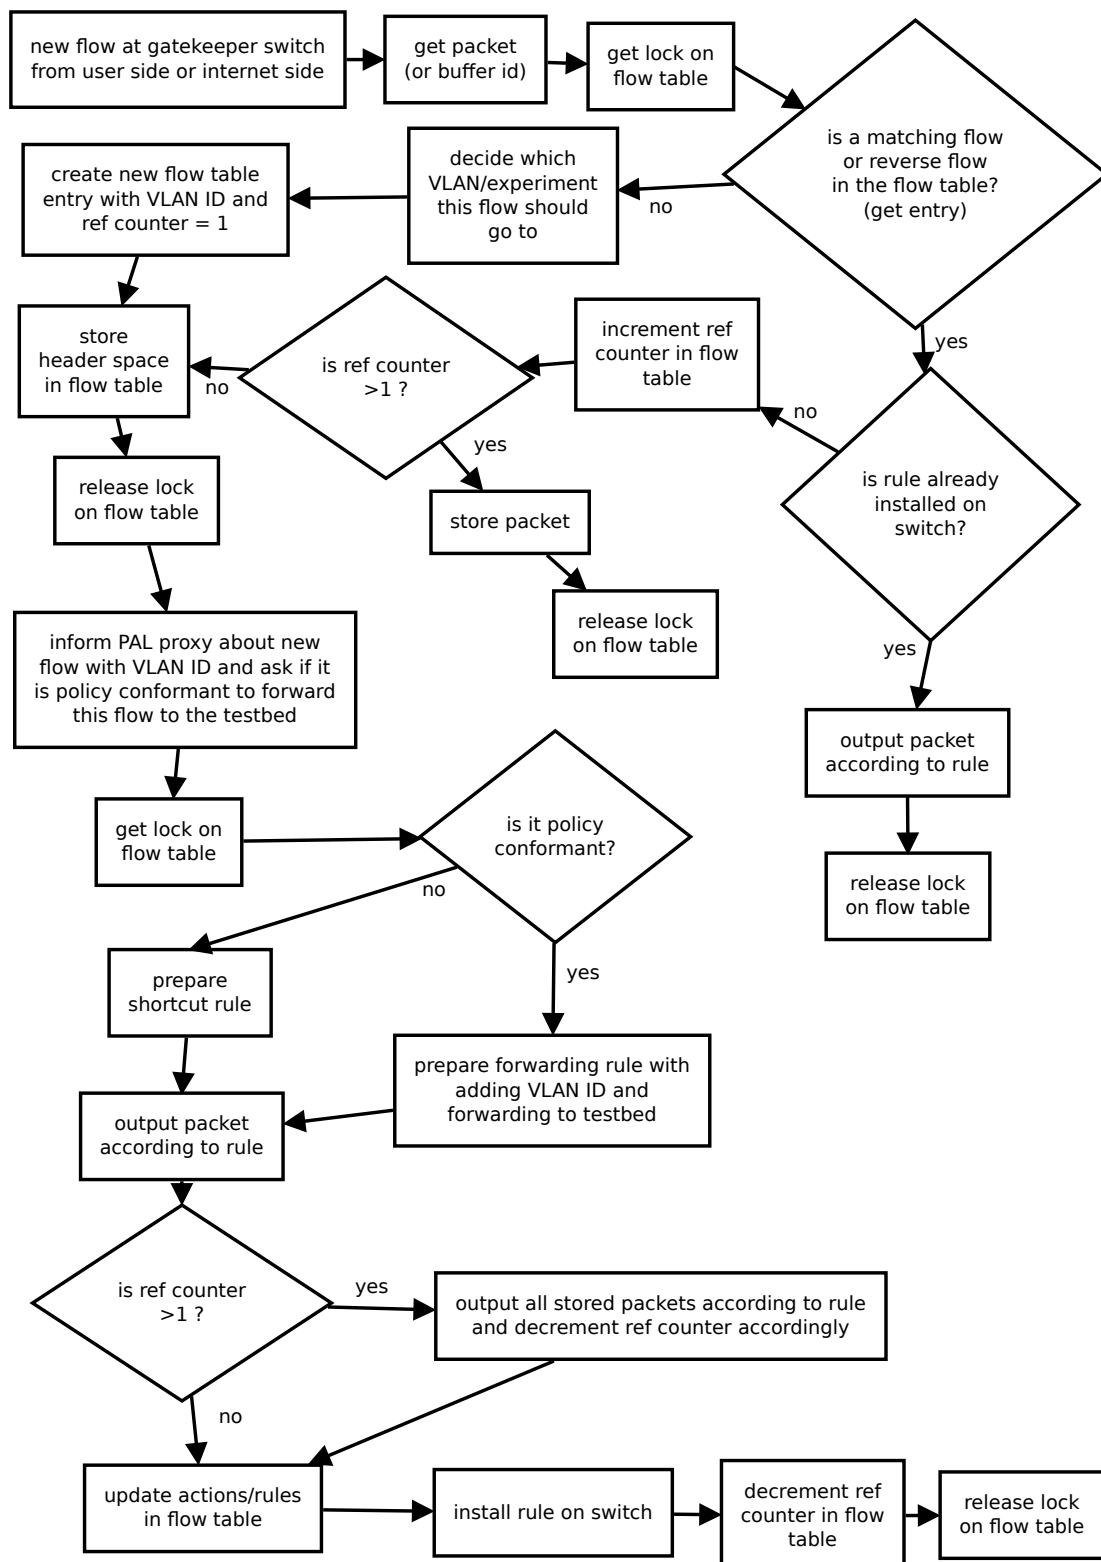 new flow at gatekeeper switch
from user side or internet side
get packet
(or buffer id)
get lock on
flow table
is a matching flow
or reverse flow
in the flow table?
(get entry)
no
yes
decide which
VLAN/experiment
this flow should
go to
create new flow table
entry with VLAN ID and
ref counter = 1
store
header space
in flow table
is ref counter
>1 ?
no
yes
increment ref
counter in flow
table
no
is rule already
installed on
switch?
yes
store packet
release lock
on flow table
release lock
on flow table
inform PAL proxy about new
flow with VLAN ID and ask if it
is policy conformant to forward
this flow to the testbed
output packet
according to rule
release lock
on flow table
get lock on
flow table
is it policy
conformant?
no
yes
prepare
shortcut rule
prepare forwarding rule with
adding VLAN ID and
forwarding to testbed
output packet
according to rule
is ref counter
>1 ?
yes
no
output all stored packets according to rule
and decrement ref counter accordingly
update actions/rules
in flow table
install rule on switch
decrement ref
counter in flow
table
release lock
on flow table